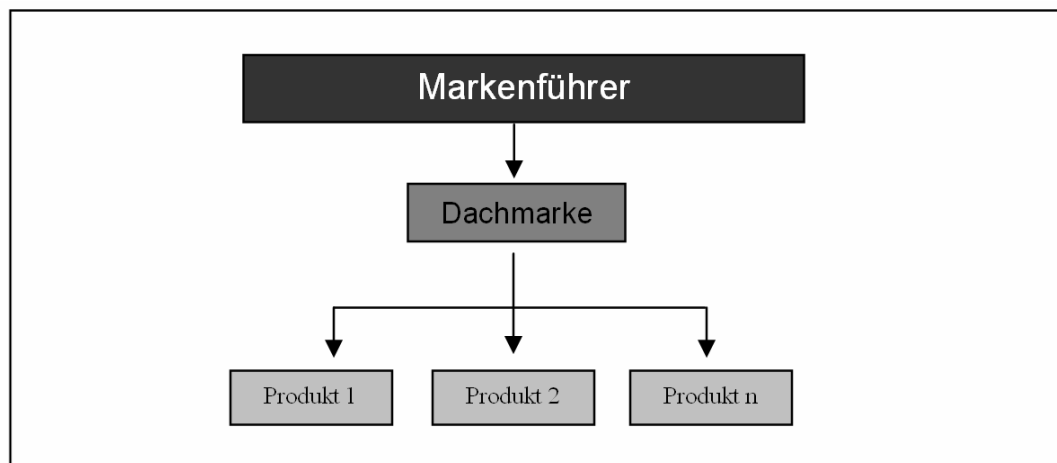 Markenführer
Dachmarke
Produkt 1
Produkt 2
Produkt n